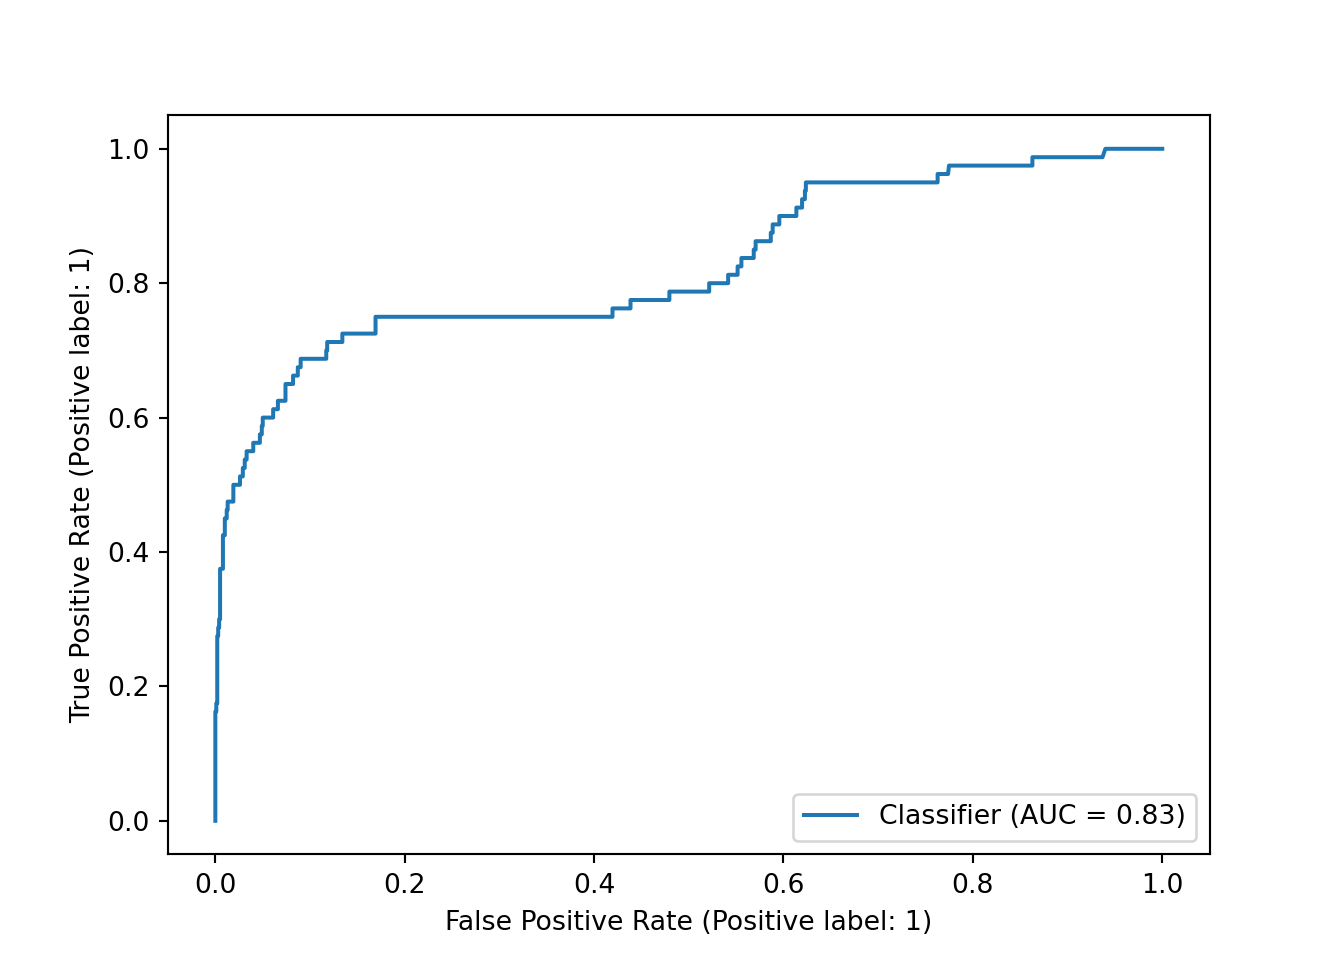 1.0
0.8
0.6
0.4
0.2
0.0
True Positive Rate (Positive label: 1)
Classifier (AUC = 0.83)
0.0 0.2 0.4 0.6 0.8 1.0
False Positive Rate (Positive label: 1)